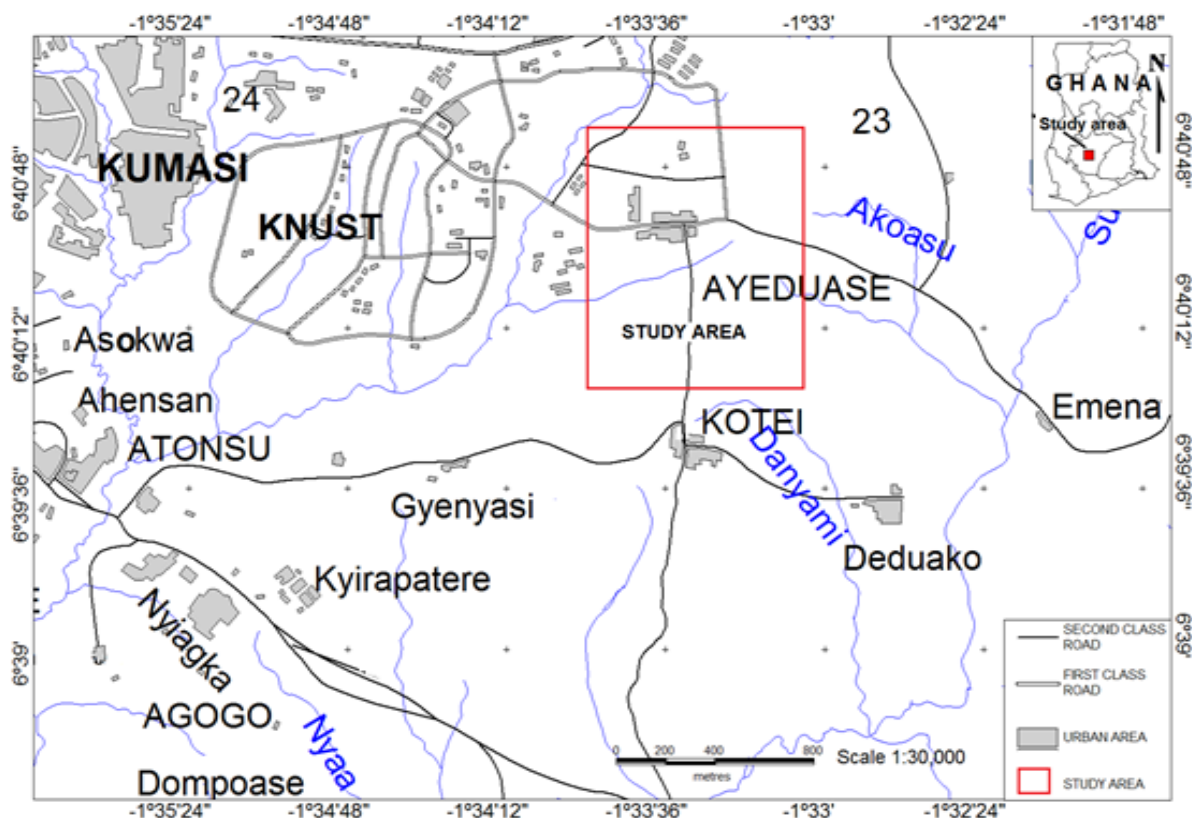 -1°35'24" -1°34'48" -1°34'12" -1°33'36" -1°33' -1°32'24" -1°31'48"
N
GHANA
Study area
24
23
6°40'48"
6°40'48"
KUMASI
KNUST
Akoasu
Su
AYEDUASE
STUDY AREA
6°40'12"
6°40'12"
Asokwa
Ahensan
ATONSU
KOTEI
Emena
Danyami
6°39'36"
6°39'36"
Gyenyasi
Deduako
Kyirapatere
Nyiagka
6°39'
6°39'
AGOGO
Nyaa
Dompoase
0 200 400 800
metres
Scale 1:30,000
SECOND CLASS
ROAD
FIRST CLASS
ROAD
URBAN AREA
STUDY AREA
-1°35'24" -1°34'48" -1°34'12" -1°33'36" -1°33' -1°32'24" -1°31'48"